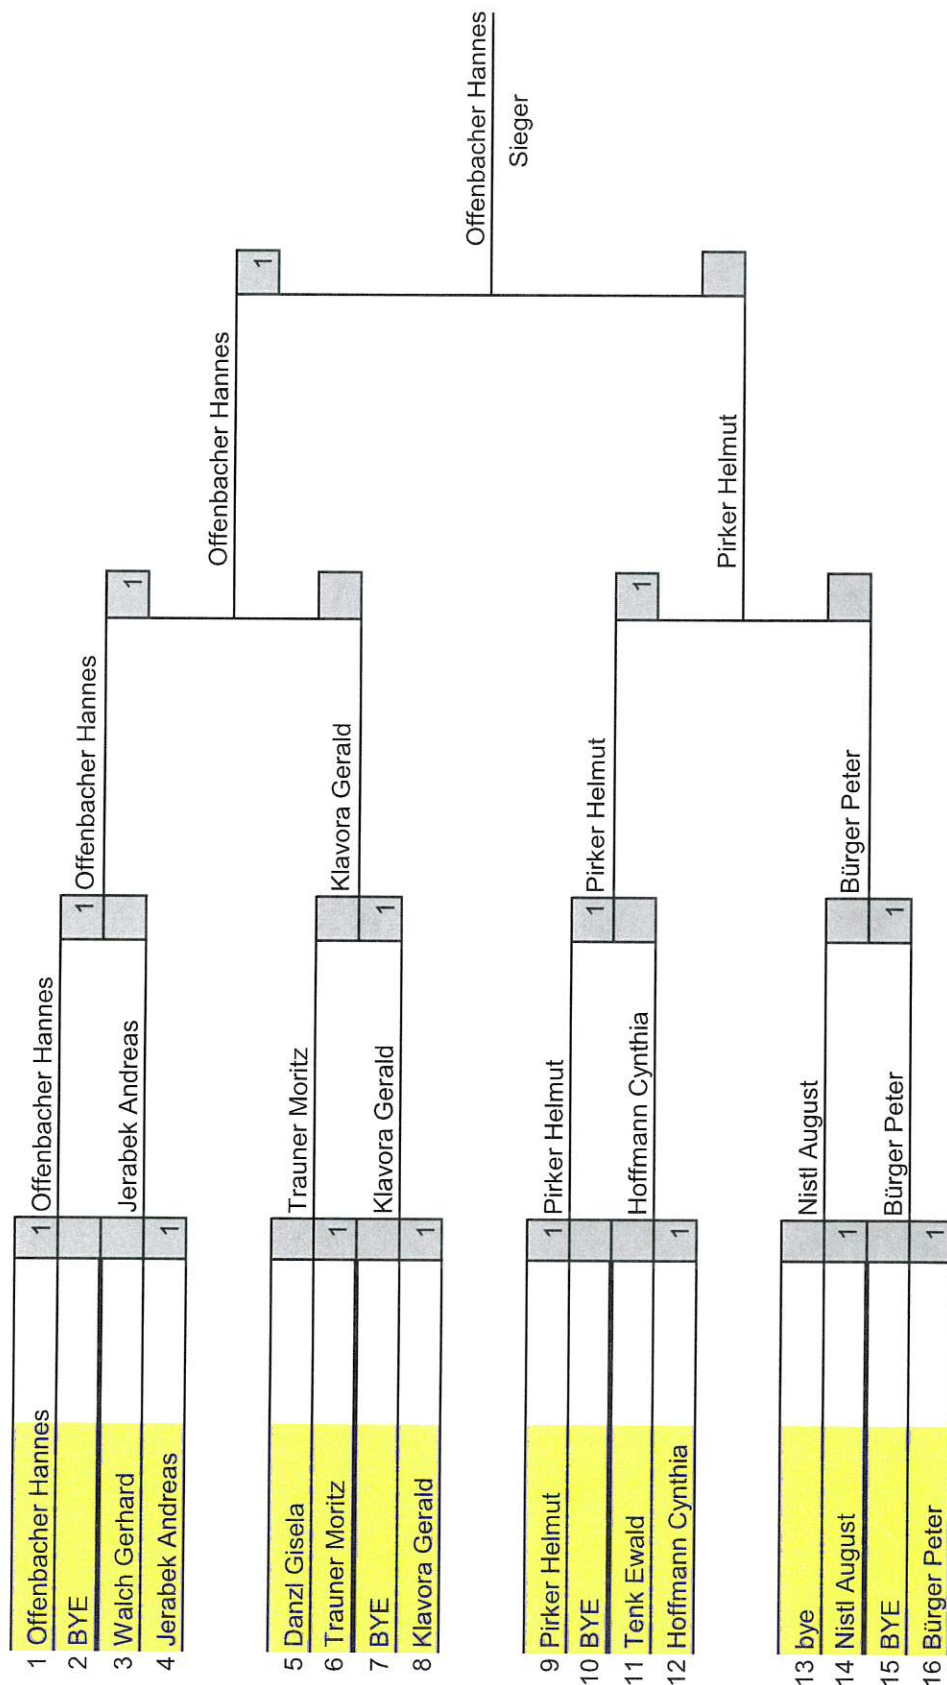 1 Offenbacher Hannes 1
2 BYE
3 Walch Gerhard
4 Jerabek Andreas 1
5 Danzl Gisela
6 Trauner Moritz 1
7 BYE
8 Klavora Gerald 1
9 Pirker Helmut 1
10 BYE
11 Tenk Ewald
12 Hoffmann Cynthia 1
13 bye
14 Nistl August 1
15 BYE
16 Bürger Peter 1
Offenbacher Hannes 1
Jerabek Andreas
Trauner Moritz
Klavora Gerald 1
Pirker Helmut 1
Hoffmann Cynthia
Nistl August
Bürger Peter 1
Offenbacher Hannes 1
Klavora Gerald
Pirker Helmut 1
Bürger Peter
Offenbacher Hannes 1
Pirker Helmut
Offenbacher Hannes
Sieger